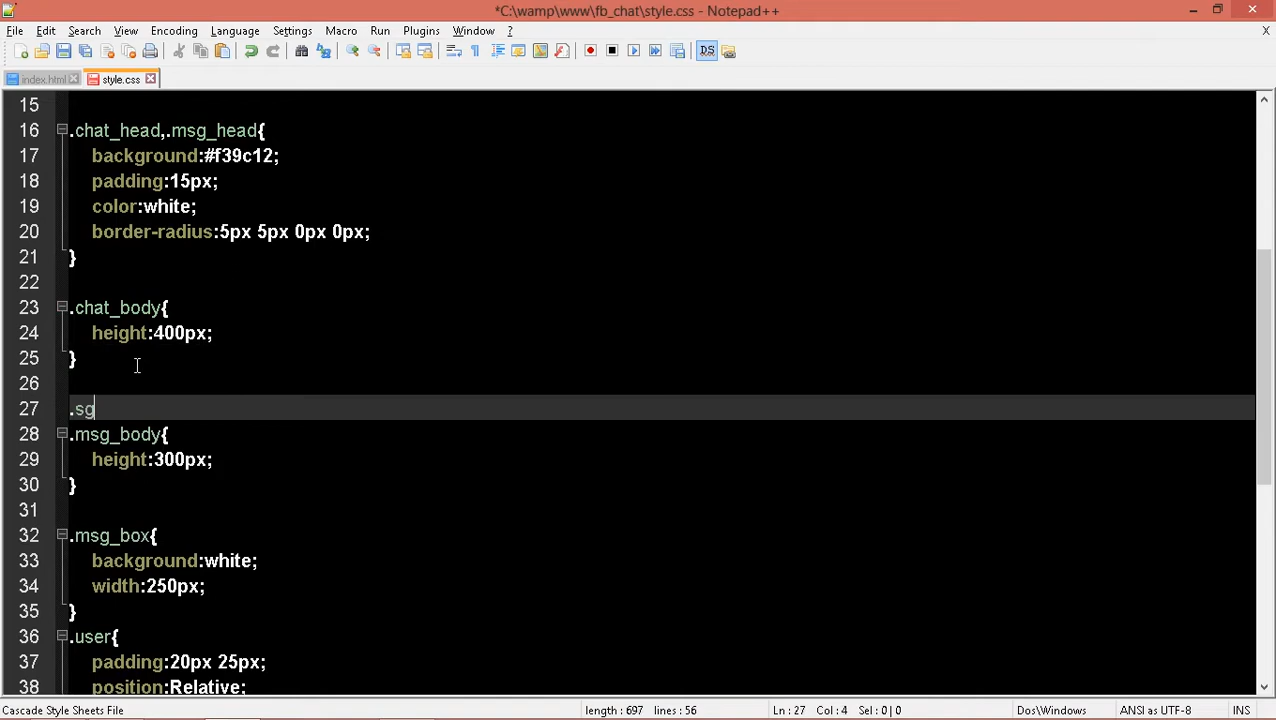 *C:\wamp\www\fb_chat\style.css - Notepad++
File Edit Search View Encoding Language Settings Macro Run Plugins Window ? X
index.html style.css
15
16 .chat_head,.msg_head{
17 background:#f39c12;
18 padding:15px;
19 color:white;
20 border-radius:5px 5px 0px 0px;
21 }
22
23 .chat_body{
24 height:400px;
25 }
26
27 .sg
28 .msg_body{
29 height:300px;
30 }
31
32 .msg_box{
33 background:white;
34 width:250px;
35 }
36 .user{
37 padding:20px 25px;
38 position:Relative;
Cascade Style Sheets File length : 697 lines : 56 Ln : 27 Col : 4 Sel : 0 | 0 Dos\Windows ANSI as UTF-8 INS